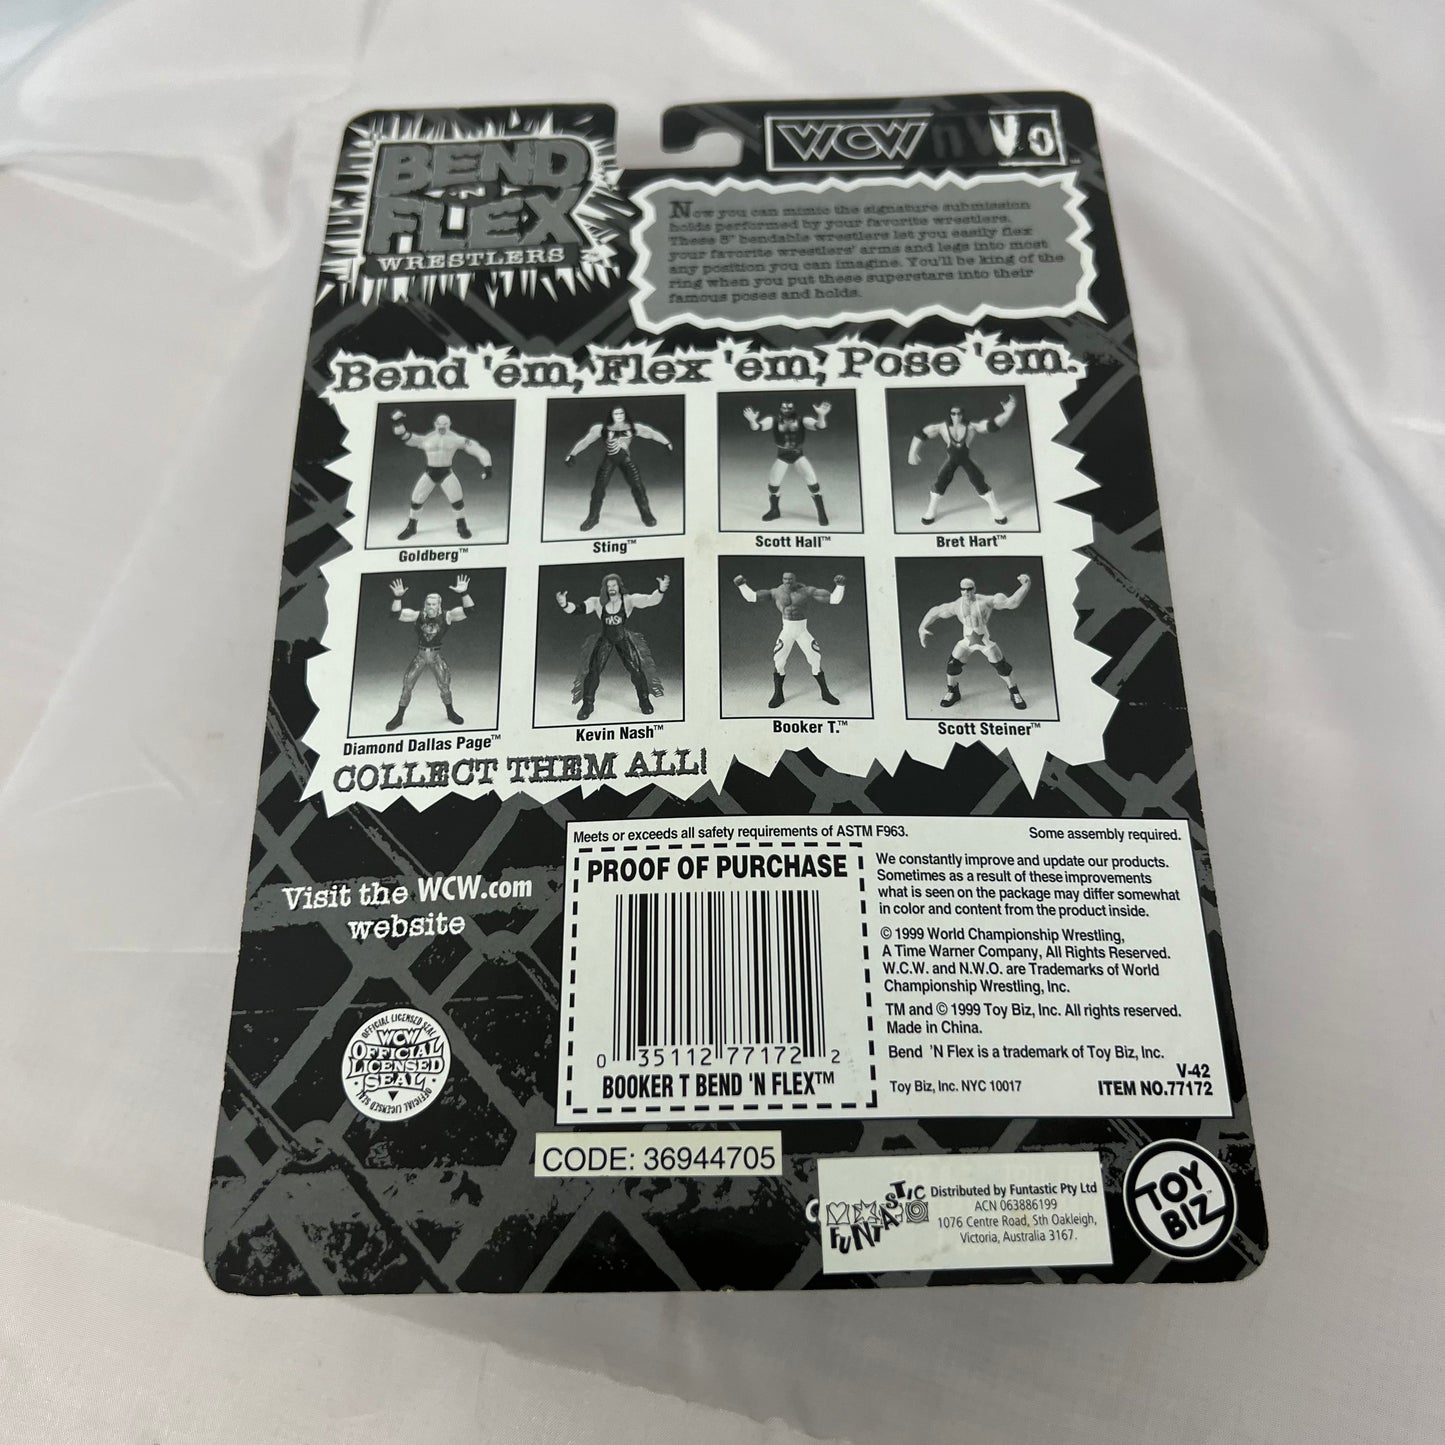 BEND
'N
FLEX
WRESTLERS
WCW nWo
Now you can mimic the signature submission
holds performed by your favorite wrestlers.
These 5" bendable wrestlers let you easily flex
your favorite wrestlers' arms and legs into most
any position you can imagine. You'll be king of the
ring when you put these superstars into their
famous poses and holds.
Bend 'em, Flex 'em, Pose 'em.
Goldberg™
Sting™
Scott Hall™
Bret Hart™
NASH
Diamond Dallas Page™
Kevin Nash™
Booker T.™
Scott Steiner™
COLLECT THEM ALL!
Meets or exceeds all safety requirements of ASTM F963.
Some assembly required.
PROOF OF PURCHASE
0 35112 77172 2
BOOKER T BEND 'N FLEX™
We constantly improve and update our products.
Sometimes as a result of these improvements
what is seen on the package may differ somewhat
in color and content from the product inside.
© 1999 World Championship Wrestling,
A Time Warner Company, All Rights Reserved.
W.C.W. and N.W.O. are Trademarks of World
Championship Wrestling, Inc.
TM and © 1999 Toy Biz, Inc. All rights reserved.
Made in China.
Bend 'N Flex is a trademark of Toy Biz, Inc.
Toy Biz, Inc. NYC 10017
V-42
ITEM NO.77172
Visit the WCW.com
website
OFFICIAL LICENSED SEAL
WCW
OFFICIAL
LICENSED
SEAL
OFFICIAL LICENSED SEAL
CODE: 36944705
FUNTASTIC
Distributed by Funtastic Pty Ltd
ACN 063886199
1076 Centre Road, Sth Oakleigh,
Victoria, Australia 3167.
TOY
BIZ™